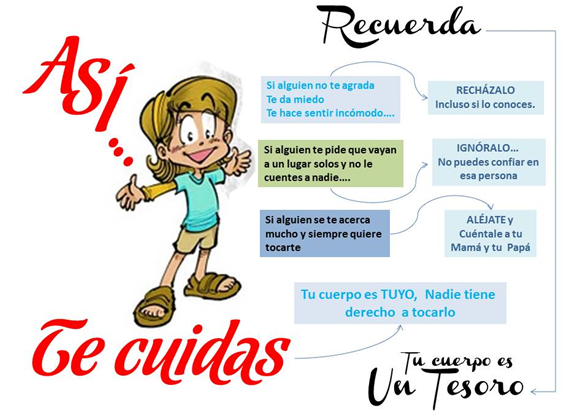 Así...
Recuerda
Si alguien no te agrada
Te da miedo
Te hace sentir incómodo....
RECHÁZALO
Incluso si lo conoces.
Si alguien te pide que vayan
a un lugar solos y no le
cuentes a nadie....
IGNÓRALO...
No puedes confiar en
esa persona
Si alguien se te acerca
mucho y siempre quiere
tocarte
ALÉJATE y
Cuéntale a tu
Mamá y tu Papá
Tu cuerpo es TUYO, Nadie tiene
derecho a tocarlo
Te cuidas
Tu cuerpo es
Un Tesoro